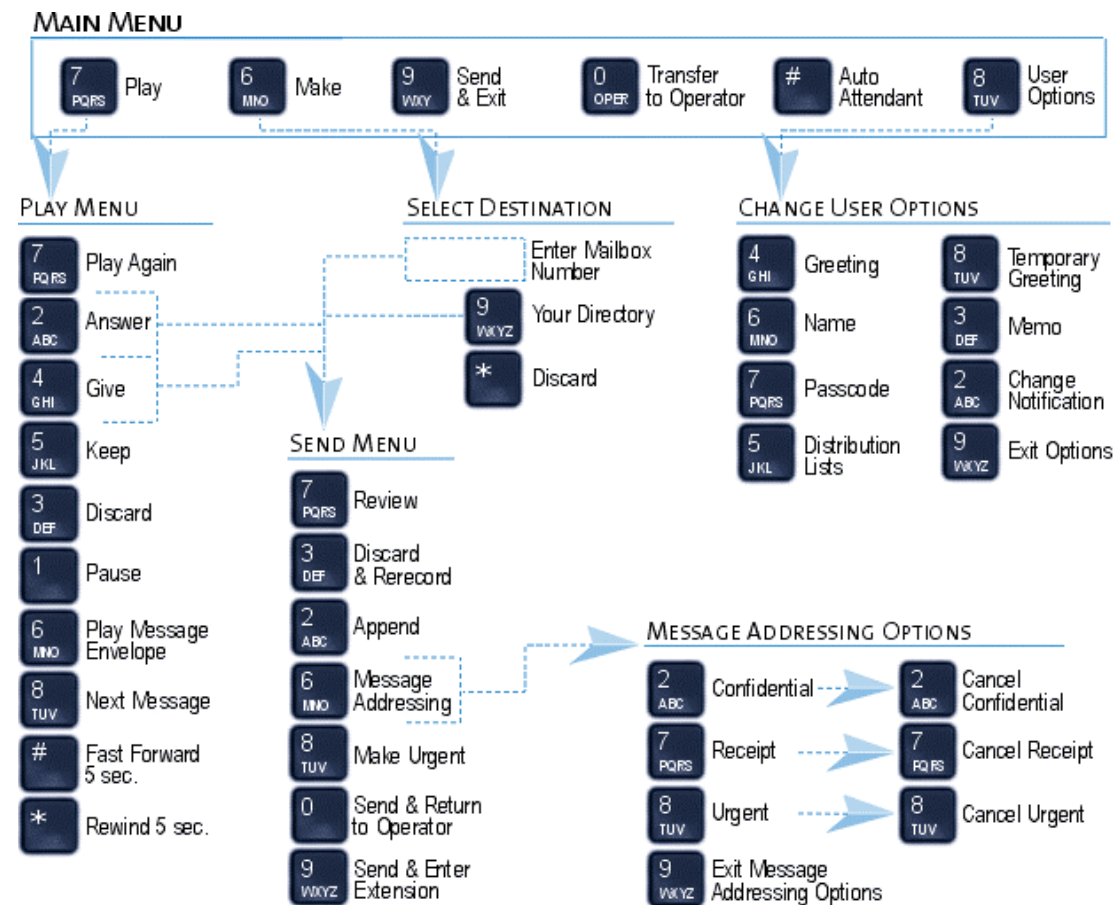 MAIN MENU
7 PQRS Play
6 MNO Make
9 WXY Send & Exit
0 OPER Transfer to Operator
# Auto Attendant
8 TUV User Options
PLAY MENU
7 PQRS Play Again
2 ABC Answer
4 GHI Give
5 JKL Keep
3 DEF Discard
1 Pause
6 MNO Play Message Envelope
8 TUV Next Message
# Fast Forward 5 sec.
* Rewind 5 sec.
SELECT DESTINATION
Enter Mailbox Number
9 WXYZ Your Directory
* Discard
SEND MENU
7 PQRS Review
3 DEF Discard & Rerecord
2 ABC Append
6 MNO Message Addressing
8 TUV Make Urgent
0 Send & Return to Operator
9 WXYZ Send & Enter Extension
CHANGE USER OPTIONS
4 GHI Greeting
6 MNO Name
7 PQRS Passcode
5 JKL Distribution Lists
8 TUV Temporary Greeting
3 DEF Memo
2 ABC Change Notification
9 WXYZ Exit Options
MESSAGE ADDRESSING OPTIONS
2 ABC Confidential
2 ABC Cancel Confidential
7 PQRS Receipt
7 PQRS Cancel Receipt
8 TUV Urgent
8 TUV Cancel Urgent
9 WXYZ Exit Message Addressing Options